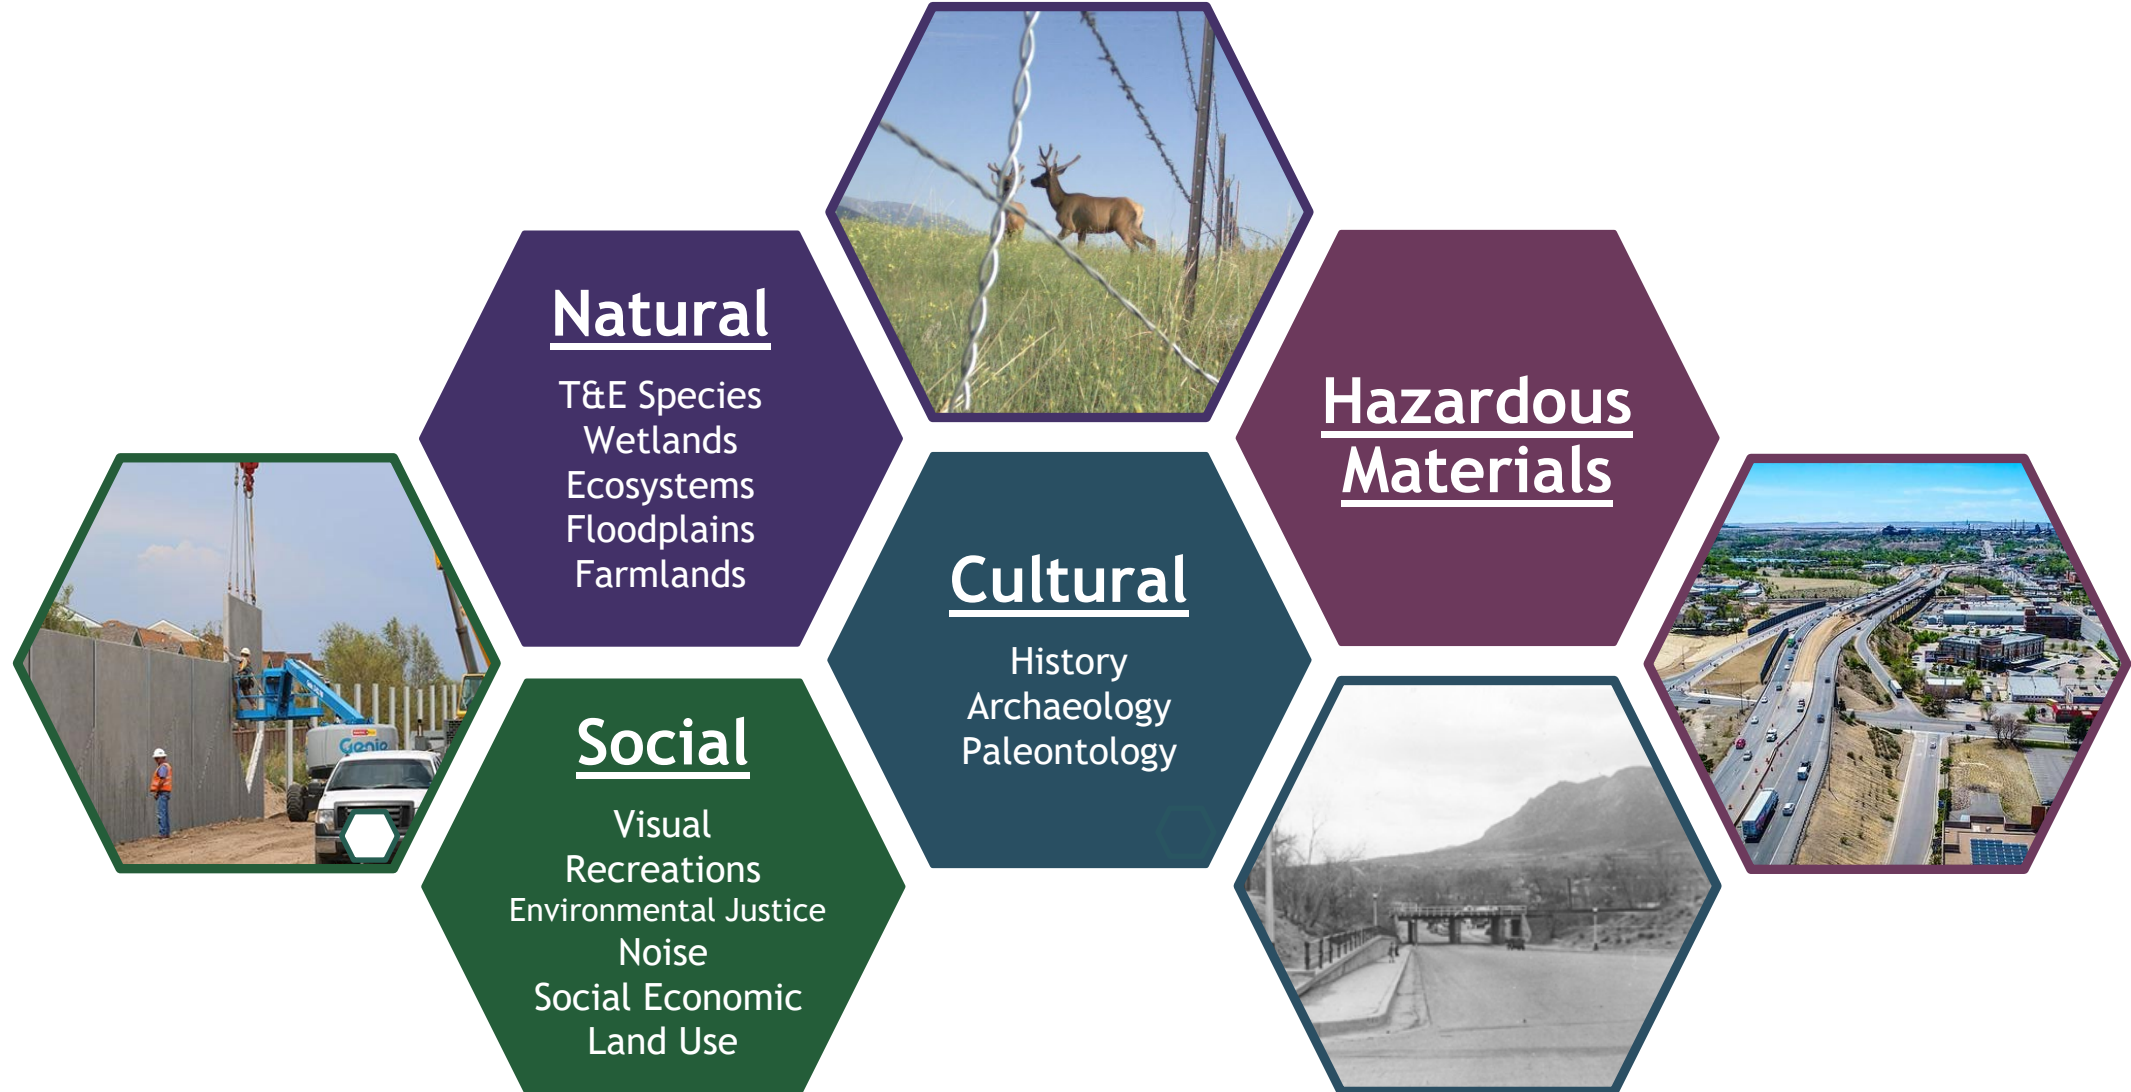 Natural
T&E Species
Wetlands
Ecosystems
Floodplains
Farmlands
Hazardous
Materials
Cultural
History
Archaeology
Paleontology
Social
Visual
Recreations
Environmental Justice
Noise
Social Economic
Land Use
Genie